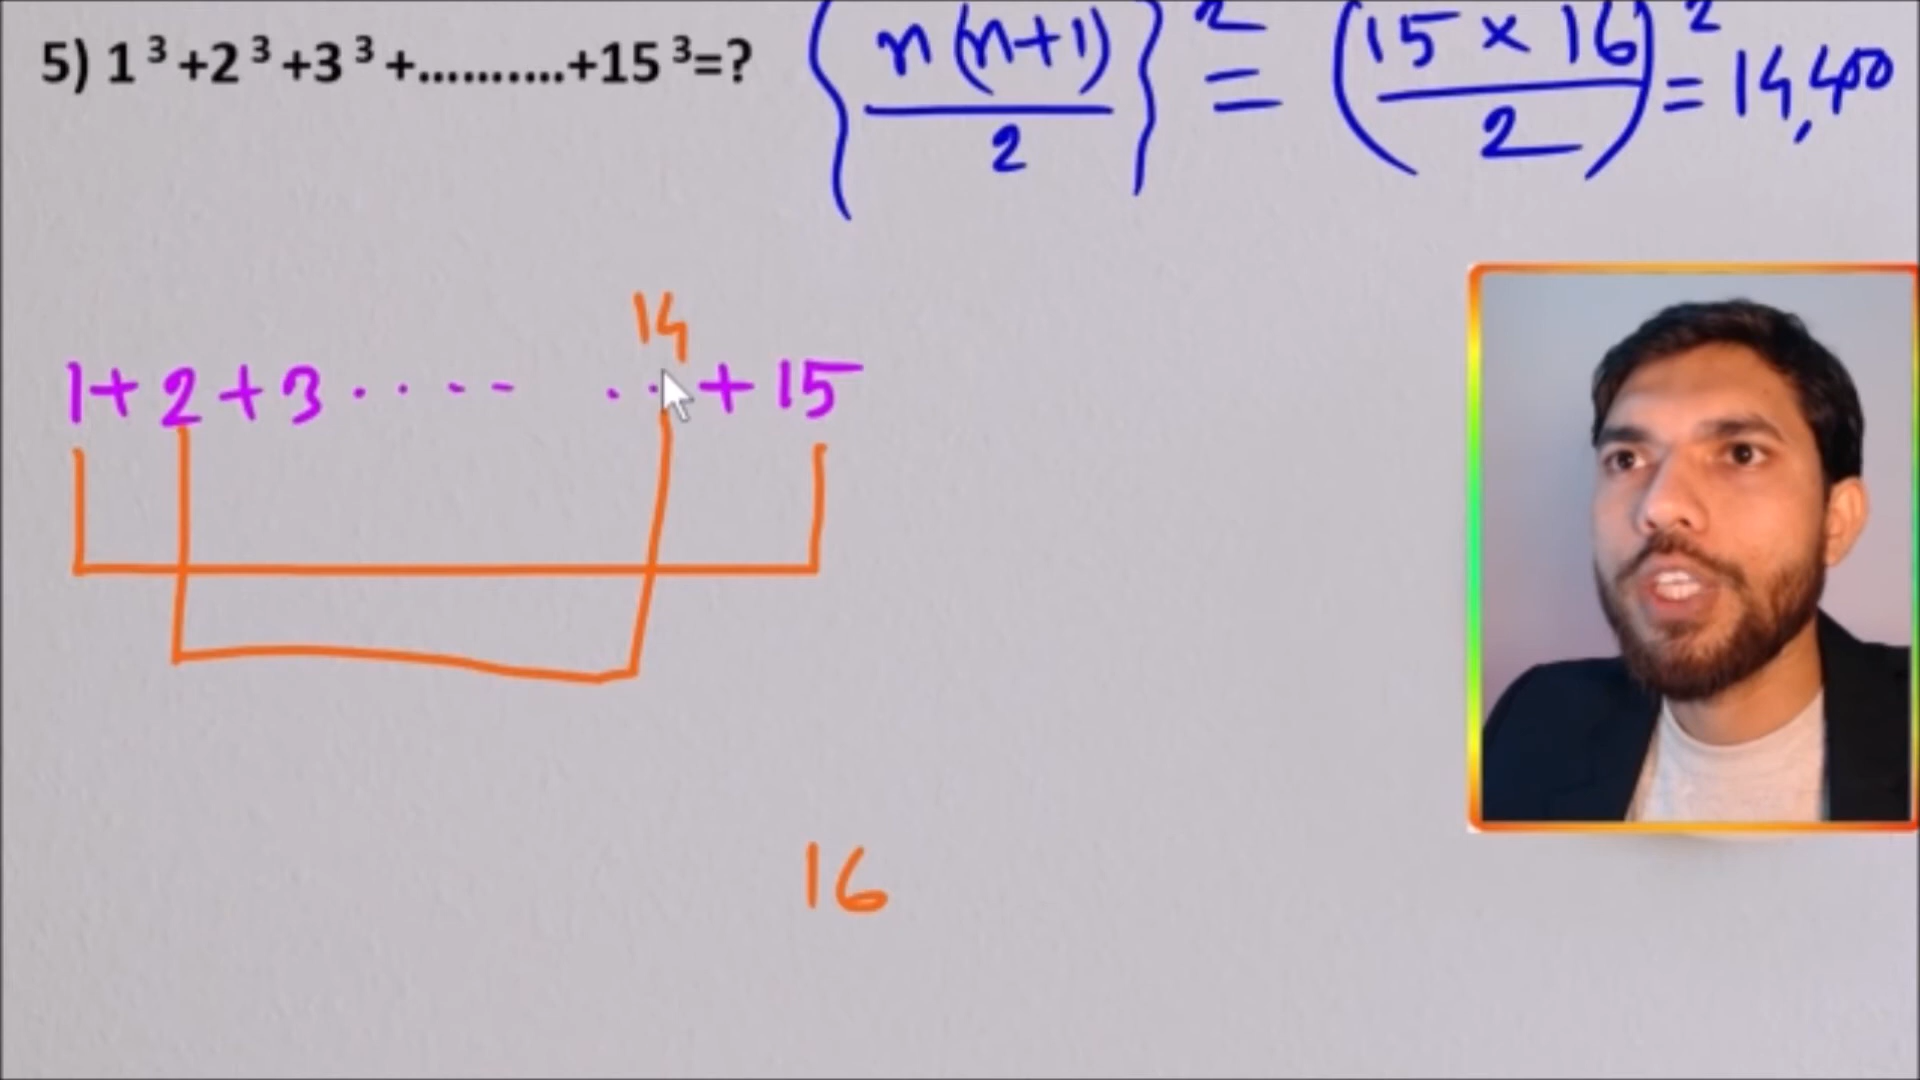 5) 1³+2³+3³+..........+15³=? {n(n+1)/2}² = (15×16/2)² = 14,400
14
1+2+3····-- ··+15
16